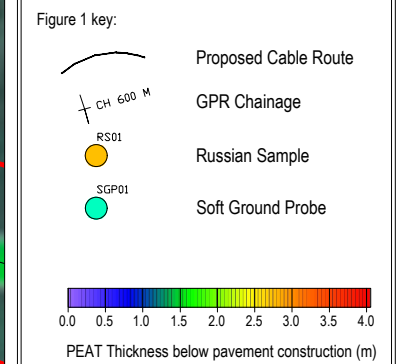 Figure 1 key:
Proposed Cable Route
CH 600 M
GPR Chainage
RS01
Russian Sample
SGP01
Soft Ground Probe
0.0 0.5 1.0 1.5 2.0 2.5 3.0 3.5 4.0
PEAT Thickness below pavement construction (m)